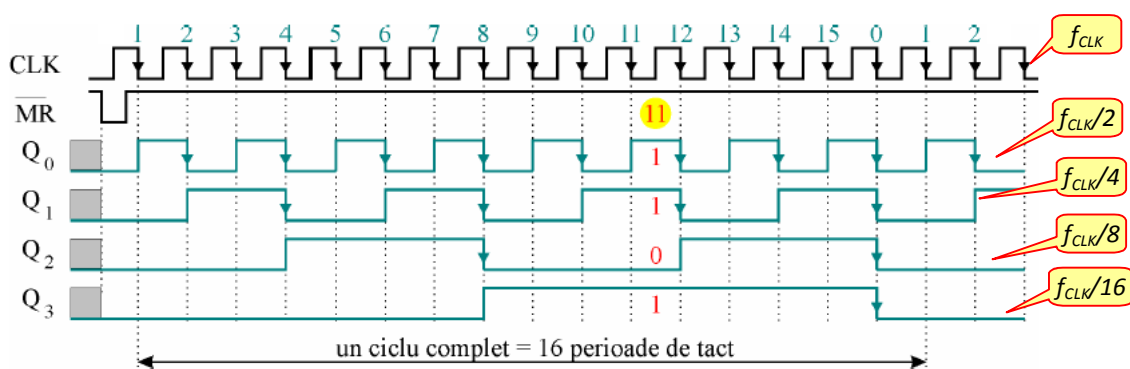 1 2 3 4 5 6 7 8 9 10 11 12 13 14 15 0 1 2
fCLK
CLK
MR
11
fCLK/2
Q0
1
fCLK/4
Q1
1
fCLK/8
Q2
0
fCLK/16
Q3
1
un ciclu complet = 16 perioade de tact